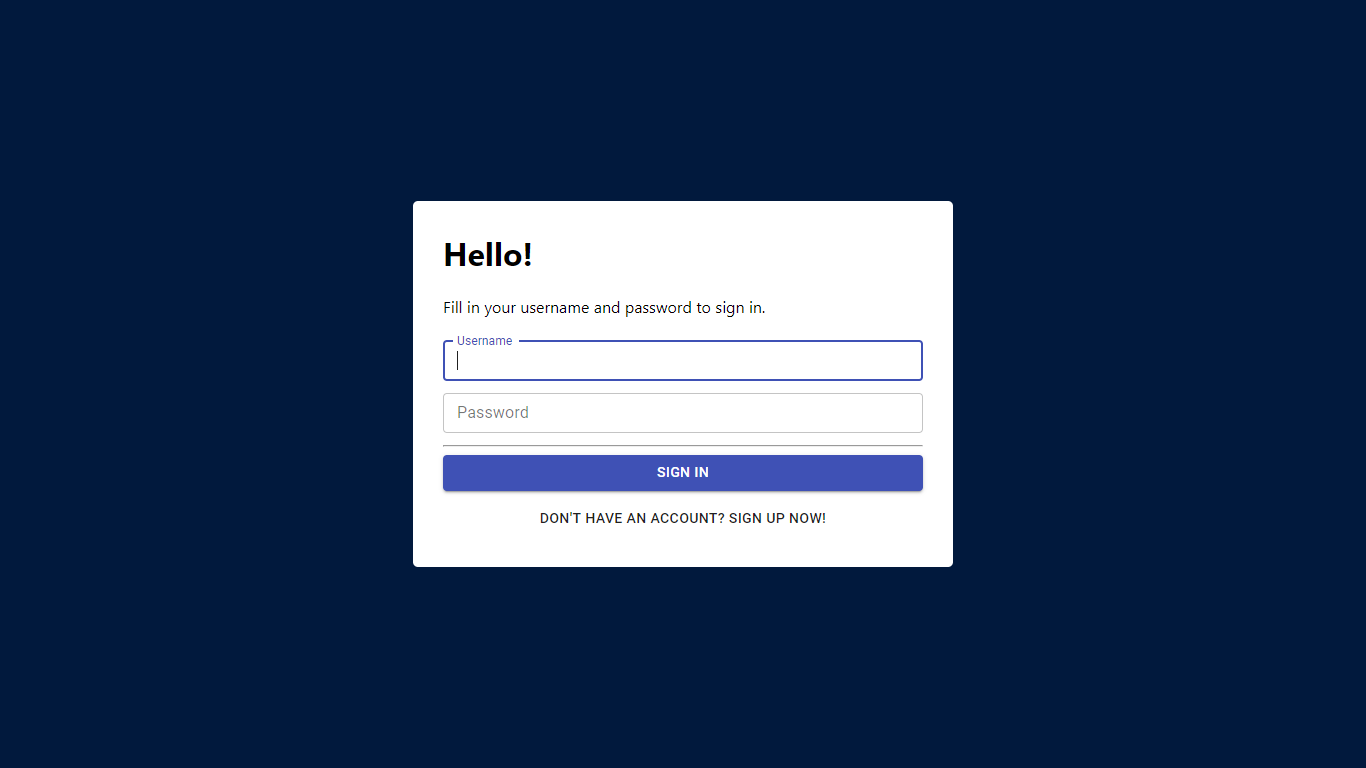 Hello!
Fill in your username and password to sign in.
Username
Password
SIGN IN
DON'T HAVE AN ACCOUNT? SIGN UP NOW!